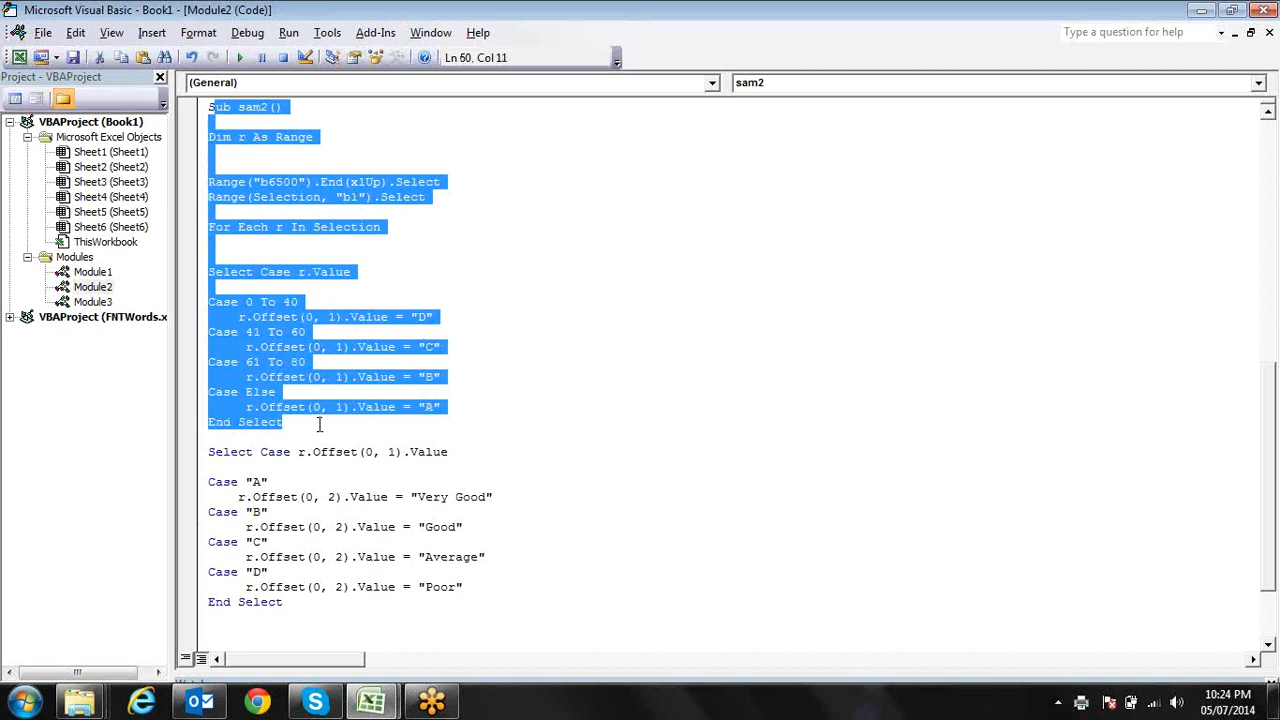 Microsoft Visual Basic - Book1 - [Module2 (Code)]
File Edit View Insert Format Debug Run Tools Add-Ins Window Help
Type a question for help
Ln 60, Col 11
Project - VBAProject
(General)
sam2
VBAProject (Book1)
Microsoft Excel Objects
Sheet1 (Sheet1)
Sheet2 (Sheet2)
Sheet3 (Sheet3)
Sheet4 (Sheet4)
Sheet5 (Sheet5)
Sheet6 (Sheet6)
ThisWorkbook
Modules
Module1
Module2
Module3
VBAProject (FNTWords.x
Sub sam2()
Dim r As Range
Range("b6500").End(xlUp).Select
Range(Selection, "b1").Select
For Each r In Selection
Select Case r.Value
Case 0 To 40
r.Offset(0, 1).Value = "D"
Case 41 To 60
r.Offset(0, 1).Value = "C"
Case 61 To 80
r.Offset(0, 1).Value = "B"
Case Else
r.Offset(0, 1).Value = "A"
End Select
Select Case r.Offset(0, 1).Value
Case "A"
r.Offset(0, 2).Value = "Very Good"
Case "B"
r.Offset(0, 2).Value = "Good"
Case "C"
r.Offset(0, 2).Value = "Average"
Case "D"
r.Offset(0, 2).Value = "Poor"
End Select
10:24 PM
05/07/2014